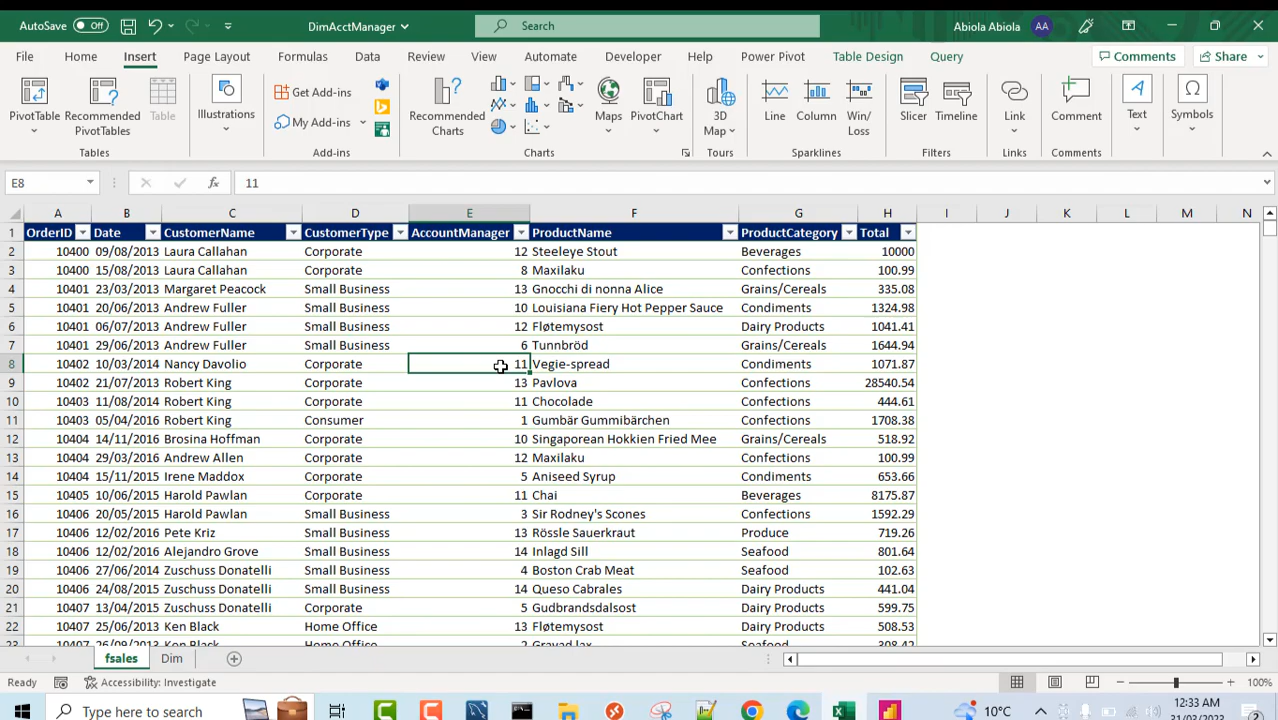 AutoSave Off DimAcctManager Search Abiola Abiola AA
File Home Insert Page Layout Formulas Data Review View Automate Developer Help Power Pivot Table Design Query Comments Share
PivotTable Recommended PivotTables Table Illustrations Get Add-ins My Add-ins Recommended Charts Maps PivotChart 3D Map Line Column Win/Loss Slicer Timeline Link Comment Text Symbols
Tables Add-ins Charts Tours Sparklines Filters Links Comments
E8 fx 11
A B C D E F G H I J K L M N
1 OrderID Date CustomerName CustomerType AccountManager ProductName ProductCategory Total
2 10400 09/08/2013 Laura Callahan Corporate 12 Steeleye Stout Beverages 10000
3 10400 15/08/2013 Laura Callahan Corporate 8 Maxilaku Confections 100.99
4 10401 23/03/2013 Margaret Peacock Small Business 13 Gnocchi di nonna Alice Grains/Cereals 335.08
5 10401 20/06/2013 Andrew Fuller Small Business 10 Louisiana Fiery Hot Pepper Sauce Condiments 1324.98
6 10401 06/07/2013 Andrew Fuller Small Business 12 Fløtemysost Dairy Products 1041.41
7 10401 29/06/2013 Andrew Fuller Small Business 6 Tunnbröd Grains/Cereals 1644.94
8 10402 10/03/2014 Nancy Davolio Corporate 11 Vegie-spread Condiments 1071.87
9 10402 21/07/2013 Robert King Corporate 13 Pavlova Confections 28540.54
10 10403 11/08/2014 Robert King Corporate 11 Chocolade Confections 444.61
11 10403 05/04/2016 Robert King Consumer 1 Gumbär Gummibärchen Confections 1708.38
12 10404 14/11/2016 Brosina Hoffman Corporate 10 Singaporean Hokkien Fried Mee Grains/Cereals 518.92
13 10404 29/03/2016 Andrew Allen Corporate 12 Maxilaku Confections 100.99
14 10404 15/11/2015 Irene Maddox Corporate 5 Aniseed Syrup Condiments 653.66
15 10405 10/06/2015 Harold Pawlan Corporate 11 Chai Beverages 8175.87
16 10406 20/05/2015 Harold Pawlan Small Business 3 Sir Rodney's Scones Confections 1592.29
17 10406 12/02/2016 Pete Kriz Small Business 13 Rössle Sauerkraut Produce 719.26
18 10406 12/02/2016 Alejandro Grove Small Business 14 Inlagd Sill Seafood 801.64
19 10406 27/06/2014 Zuschuss Donatelli Small Business 4 Boston Crab Meat Seafood 102.63
20 10406 24/08/2015 Zuschuss Donatelli Small Business 14 Queso Cabrales Dairy Products 441.04
21 10407 13/04/2015 Zuschuss Donatelli Corporate 5 Gudbrandsdalsost Dairy Products 599.75
22 10407 25/06/2013 Ken Black Home Office 13 Fløtemysost Dairy Products 508.53
23 10407 26/09/2013 Ken Black Home Office 2 Gravad lax Seafood 308.42
fsales Dim
Ready Accessibility: Investigate 100%
Type here to search 10°C 12:33 AM
31/03/2023